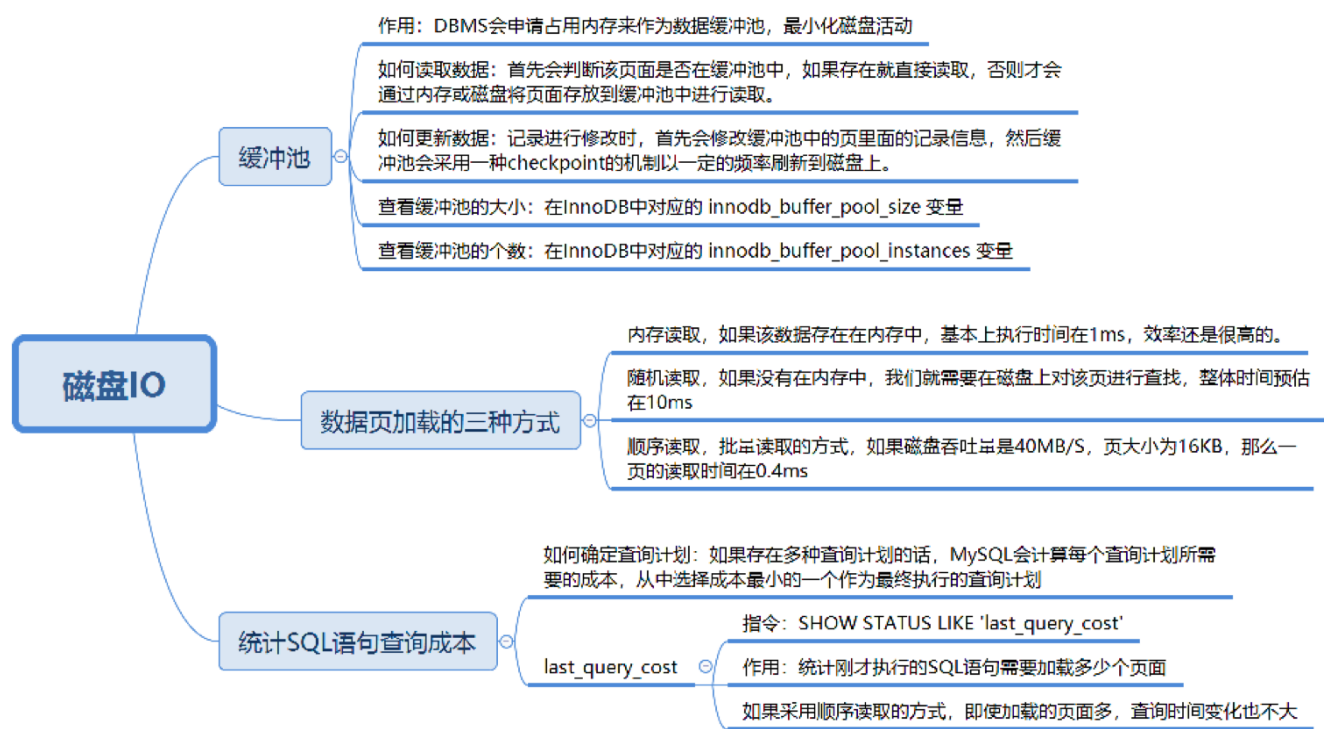 磁盘IO
缓冲池
作用：DBMS会申请占用内存来作为数据缓冲池，最小化磁盘活动
如何读取数据：首先会判断该页面是否在缓冲池中，如果存在就直接读取，否则才会
通过内存或磁盘将页面存放到缓冲池中进行读取。
如何更新数据：记录进行修改时，首先会修改缓冲池中的页里面的记录信息，然后缓
冲池会采用一种checkpoint的机制以一定的频率刷新到磁盘上。
查看缓冲池的大小：在InnoDB中对应的 innodb_buffer_pool_size 变量
查看缓冲池的个数：在InnoDB中对应的 innodb_buffer_pool_instances 变量
数据页加载的三种方式
内存读取，如果该数据存在在内存中，基本上执行时间在1ms，效率还是很高的。
随机读取，如果没有在内存中，我们就需要在磁盘上对该页进行查找，整体时间预估
在10ms
顺序读取，批量读取的方式，如果磁盘吞吐量是40MB/S，页大小为16KB，那么一
页的读取时间在0.4ms
统计SQL语句查询成本
如何确定查询计划：如果存在多种查询计划的话，MySQL会计算每个查询计划所需
要的成本，从中选择成本最小的一个作为最终执行的查询计划
last_query_cost
指令：SHOW STATUS LIKE 'last_query_cost'
作用：统计刚才执行的SQL语句需要加载多少个页面
如果采用顺序读取的方式，即使加载的页面多，查询时间变化也不大